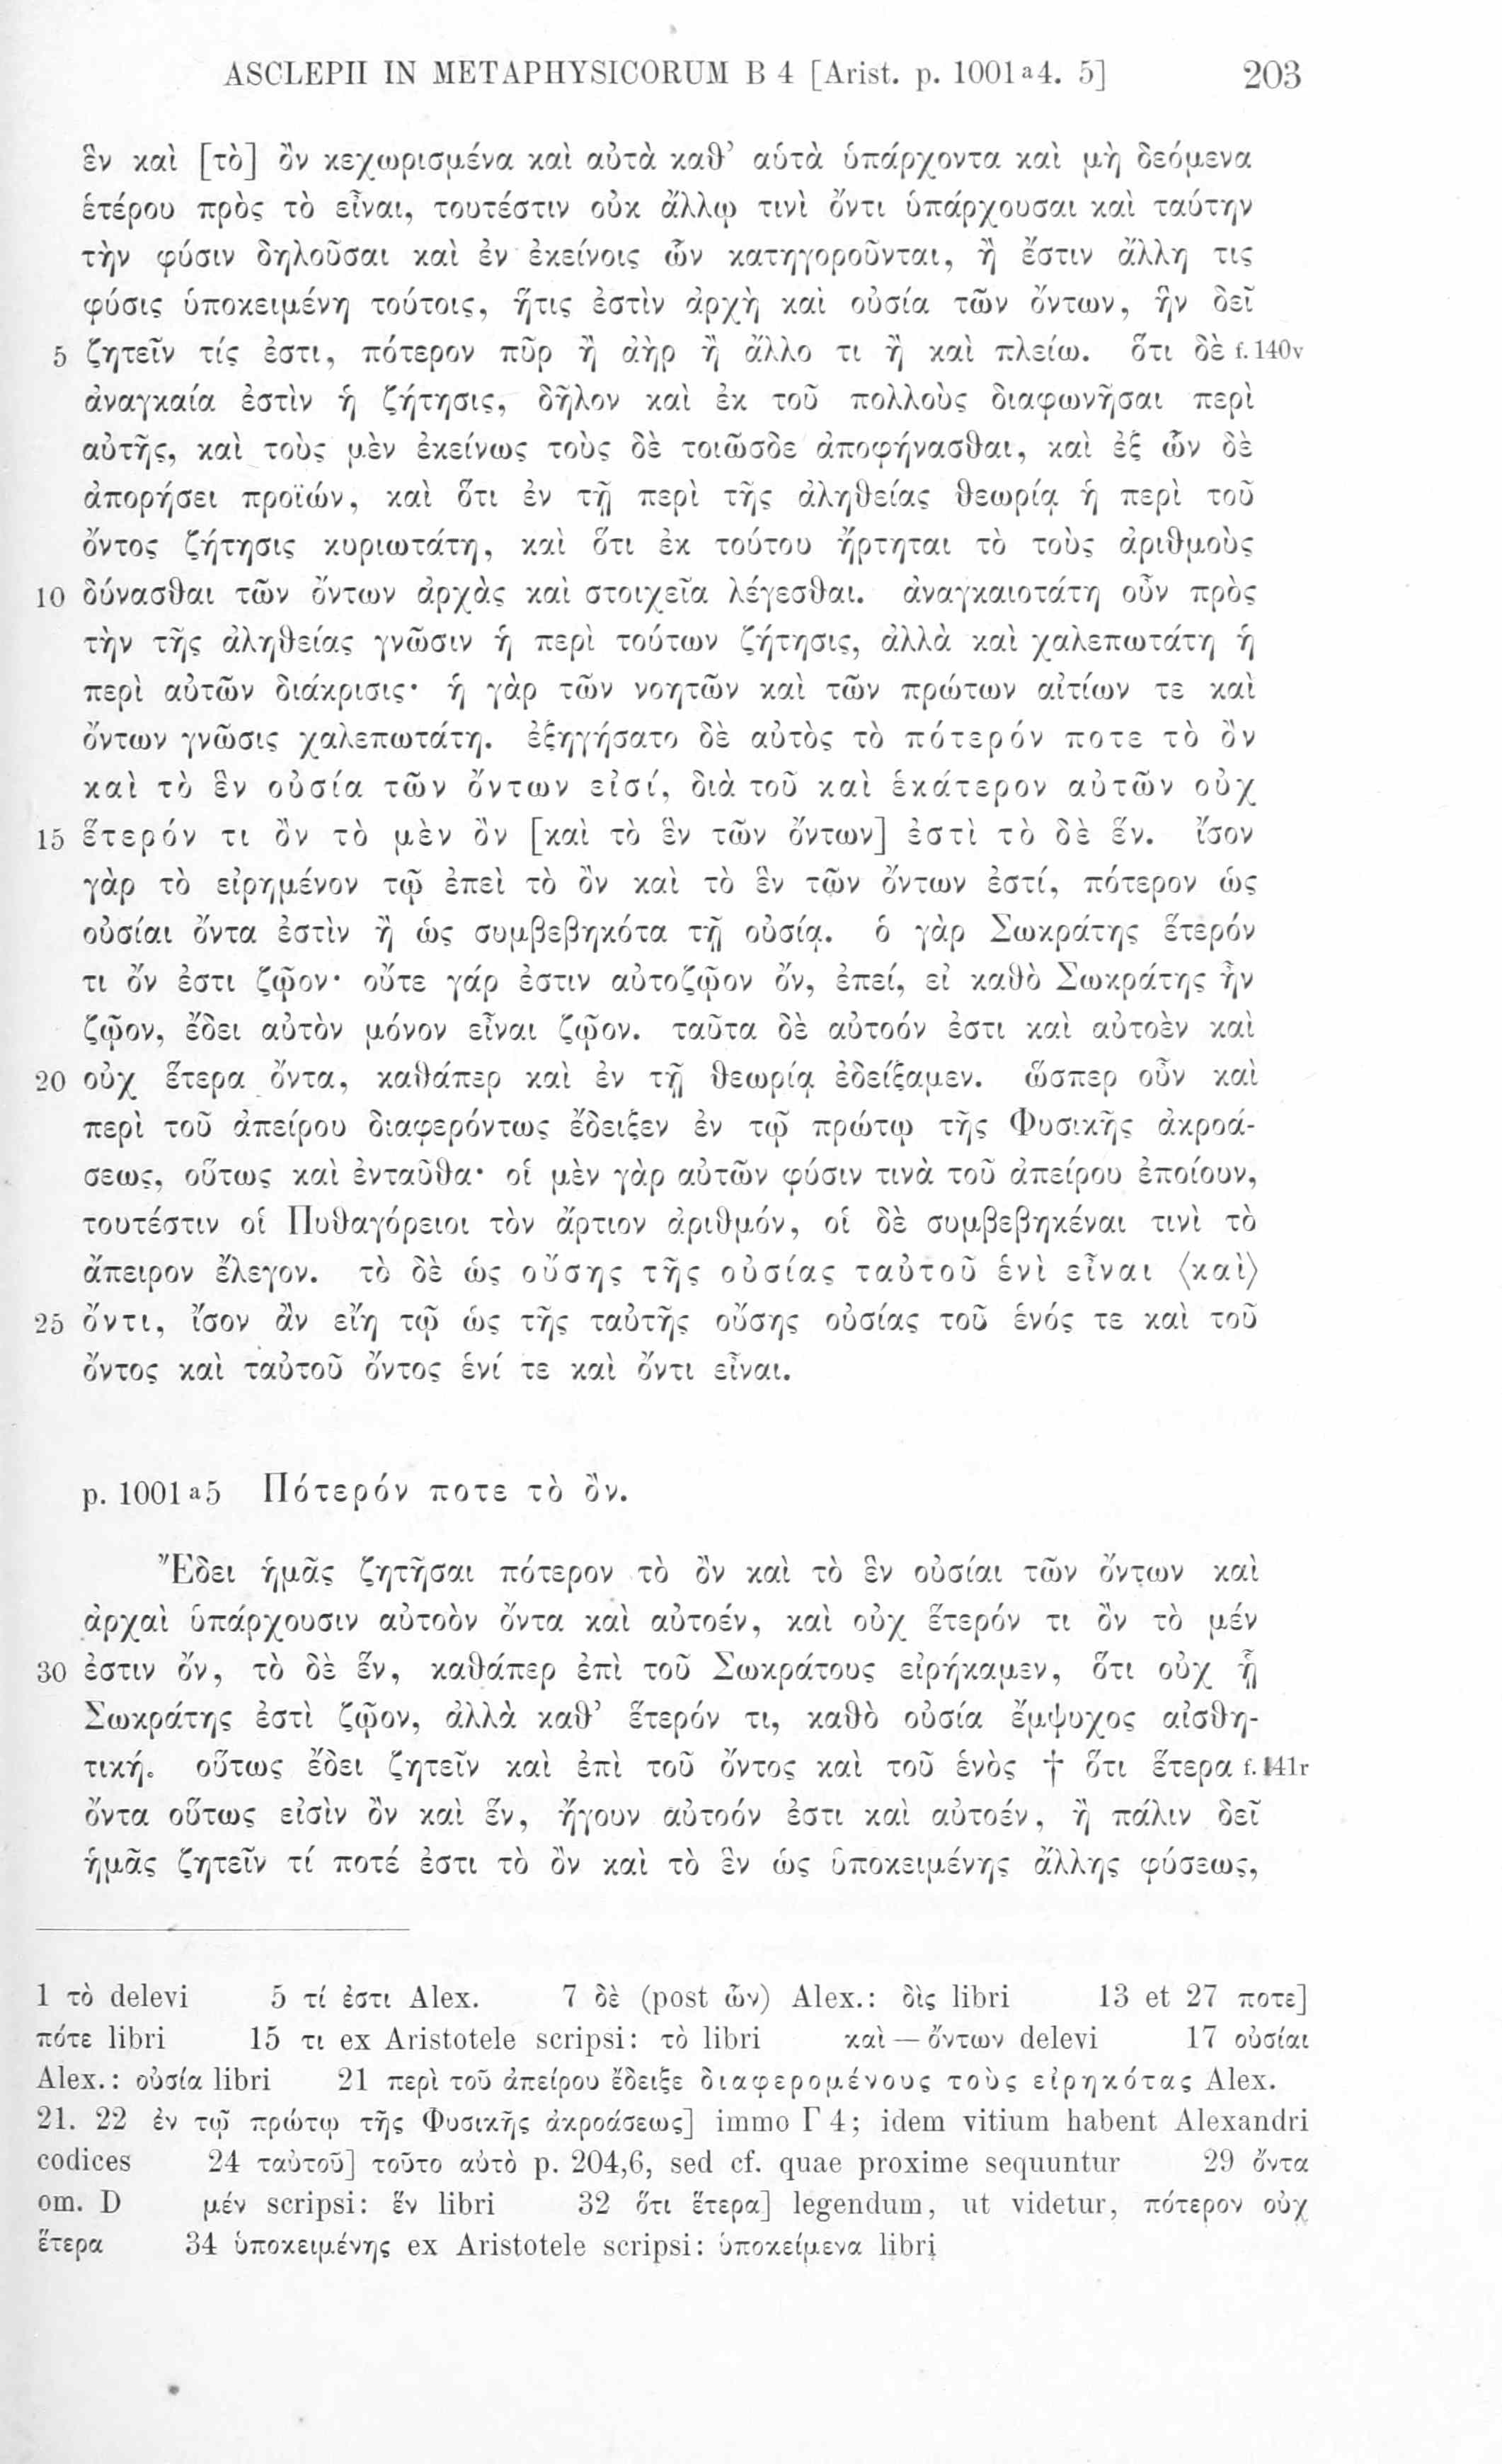 ASCLEPII IN METAPHYSICORUM B 4 [Arist. p. 1001 a 4. 5] 203
ἓν καὶ [τὸ] ὂν κεχωρισμένα καὶ αὐτὰ καθ’ αὑτὰ ὑπάρχοντα καὶ μὴ δεόμενα
ἑτέρου πρὸς τὸ εἶναι, τουτέστιν οὐκ ἄλλῳ τινὶ ὄντι ὑπάρχουσαι καὶ ταύτην
τὴν φύσιν δηλοῦσαι καὶ ἐν ἐκείνοις ὧν κατηγοροῦνται, ἢ ἔστιν ἄλλη τις
φύσις ὑποκειμένη τούτοις, ἥτις ἐστὶν ἀρχὴ καὶ οὐσία τῶν ὄντων, ἣν δεῖ
5 ζητεῖν τίς ἐστι, πότερον πῦρ ἢ ἀὴρ ἢ ἄλλο τι ἢ καὶ πλείω. ὅτι δὲ f. 140v
ἀναγκαία ἐστὶν ἡ ζήτησις, δῆλον καὶ ἐκ τοῦ πολλοὺς διαφωνῆσαι περὶ
αὐτῆς, καὶ τοὺς μὲν ἐκείνως τοὺς δὲ τοιῶσδε ἀποφήνασθαι, καὶ ἐξ ὧν δὲ
ἀπορήσει προϊών, καὶ ὅτι ἐν τῇ περὶ τῆς ἀληθείας θεωρίᾳ ἡ περὶ τοῦ
ὄντος ζήτησις κυριωτάτη, καὶ ὅτι ἐκ τούτου ἤρτηται τὸ τοὺς ἀριθμοὺς
10 δύνασθαι τῶν ὄντων ἀρχὰς καὶ στοιχεῖα λέγεσθαι. ἀναγκαιοτάτη οὖν πρὸς
τὴν τῆς ἀληθείας γνῶσιν ἡ περὶ τούτων ζήτησις, ἀλλὰ καὶ χαλεπωτάτη ἡ
περὶ αὐτῶν διάκρισις· ἡ γὰρ τῶν νοητῶν καὶ τῶν πρώτων αἰτίων τε καὶ
ὄντων γνῶσις χαλεπωτάτη. ἐξηγήσατο δὲ αὐτὸς τὸ πότερόν ποτε τὸ ὂν
καὶ τὸ ἓν οὐσία τῶν ὄντων εἰσί, διὰ τοῦ καὶ ἑκάτερον αὐτῶν οὐχ
15 ἕτερόν τι ὂν τὸ μὲν ὂν [καὶ τὸ ἓν τῶν ὄντων] ἐστὶ τὸ δὲ ἕν. ἴσον
γὰρ τὸ εἰρημένον τῷ ἐπεὶ τὸ ὂν καὶ τὸ ἓν τῶν ὄντων ἐστί, πότερον ὡς
οὐσίαι ὄντα ἐστὶν ἢ ὡς συμβεβηκότα τῇ οὐσίᾳ. ὁ γὰρ Σωκράτης ἕτερόν
τι ὄν ἐστι ζῷον· οὔτε γάρ ἐστιν αὐτοζῷον ὄν, ἐπεί, εἰ καθὸ Σωκράτης ἦν
ζῷον, ἔδει αὐτὸν μόνον εἶναι ζῷον. ταῦτα δὲ αὐτοόν ἐστι καὶ αὐτοὲν καὶ
20 οὐχ ἕτερα ὄντα, καθάπερ καὶ ἐν τῇ θεωρίᾳ ἐδείξαμεν. ὥσπερ οὖν καὶ
περὶ τοῦ ἀπείρου διαφερόντως ἔδειξεν ἐν τῷ πρώτῳ τῆς Φυσικῆς ἀκροά-
σεως, οὕτως καὶ ἐνταῦθα· οἱ μὲν γὰρ αὐτῶν φύσιν τινὰ τοῦ ἀπείρου ἐποίουν,
τουτέστιν οἱ Πυθαγόρειοι τὸν ἄρτιον ἀριθμόν, οἱ δὲ συμβεβηκέναι τινὶ τὸ
ἄπειρον ἔλεγον. τὸ δὲ ὡς οὔσης τῆς οὐσίας ταὐτοῦ ἑνὶ εἶναι ⟨καὶ⟩
25 ὄντι, ἴσον ἂν εἴη τῷ ὡς τῆς ταὐτῆς οὔσης οὐσίας τοῦ ἑνός τε καὶ τοῦ
ὄντος καὶ ταὐτοῦ ὄντος ἑνί τε καὶ ὄντι εἶναι.
p. 1001 a 5 Πότερόν ποτε τὸ ὄν.
Ἔδει ἡμᾶς ζητῆσαι πότερον τὸ ὂν καὶ τὸ ἓν οὐσίαι τῶν ὄντων καὶ
ἀρχαὶ ὑπάρχουσιν αὐτοὸν ὄντα καὶ αὐτοέν, καὶ οὐχ ἕτερόν τι ὂν τὸ μέν
30 ἐστιν ὄν, τὸ δὲ ἕν, καθάπερ ἐπὶ τοῦ Σωκράτους εἰρήκαμεν, ὅτι οὐχ ᾗ
Σωκράτης ἐστὶ ζῷον, ἀλλὰ καθ’ ἕτερόν τι, καθὸ οὐσία ἔμψυχος αἰσθη-
τική. οὕτως ἔδει ζητεῖν καὶ ἐπὶ τοῦ ὄντος καὶ τοῦ ἑνὸς † ὅτι ἕτερα f. 141r
ὄντα οὕτως εἰσὶν ὂν καὶ ἕν, ἤγουν αὐτοόν ἐστι καὶ αὐτοέν, ἢ πάλιν δεῖ
ἡμᾶς ζητεῖν τί ποτέ ἐστι τὸ ὂν καὶ τὸ ἓν ὡς ὑποκειμένης ἄλλης φύσεως,
1 τὸ delevi 5 τί ἐστι Alex. 7 δὲ (post ὧν) Alex.: δὶς libri 13 et 27 ποτε]
πότε libri 15 τι ex Aristotele scripsi: τὸ libri καὶ — ὄντων delevi 17 οὐσίαι
Alex.: οὐσία libri 21 περὶ τοῦ ἀπείρου ἔδειξε διαφερομένους τοὺς εἰρηκότας Alex.
21. 22 ἐν τῷ πρώτῳ τῆς Φυσικῆς ἀκροάσεως] immo Γ 4; idem vitium habent Alexandri
codices 24 ταὐτοῦ] τοῦτο αὐτὸ p. 204,6, sed cf. quae proxime sequuntur 29 ὄντα
om. D μέν scripsi: ἕν libri 32 ὅτι ἕτερα] legendum, ut videtur, πότερον οὐχ
ἕτερα 34 ὑποκειμένης ex Aristotele scripsi: ὑποκείμενα libri